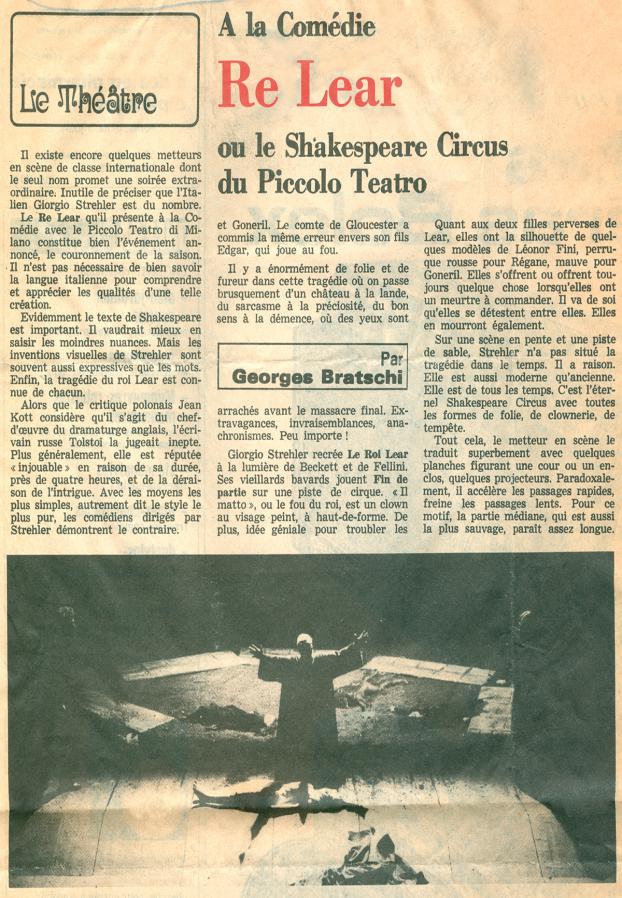 Le Théâtre
A la Comédie
Re Lear
ou le Shakespeare Circus
du Piccolo Teatro
Il existe encore quelques metteurs
en scène de classe internationale dont
le seul nom promet une soirée extra-
ordinaire. Inutile de préciser que l'Ita-
lien Giorgio Strehler est du nombre.
Le Re Lear qu'il présente à la Co-
médie avec le Piccolo Teatro di Mi-
lano constitue bien l'événement an-
noncé, le couronnement de la saison.
Il n'est pas nécessaire de bien savoir
la langue italienne pour comprendre
et apprécier les qualités d'une telle
création.
Evidemment le texte de Shakespeare
est important. Il vaudrait mieux en
saisir les moindres nuances. Mais les
inventions visuelles de Strehler sont
souvent aussi expressives que les mots.
Enfin, la tragédie du roi Lear est con-
nue de chacun.
Alors que le critique polonais Jean
Kott considère qu'il s'agit du chef-
d'œuvre du dramaturge anglais, l'écri-
vain russe Tolstoï la jugeait inepte.
Plus généralement, elle est réputée
« injouable » en raison de sa durée,
près de quatre heures, et de la dérai-
son de l'intrigue. Avec les moyens les
plus simples, autrement dit le style le
plus pur, les comédiens dirigés par
Strehler démontrent le contraire.
et Goneril. Le comte de Gloucester a
commis la même erreur envers son fils
Edgar, qui joue au fou.
Il y a énormément de folie et de
fureur dans cette tragédie où on passe
brusquement d'un château à la lande,
du sarcasme à la préciosité, du bon
sens à la démence, où des yeux sont
Par
Georges Bratschi
arrachés avant le massacre final. Ex-
travagances, invraisemblances, ana-
chronismes. Peu importe !
Giorgio Strehler recrée Le Roi Lear
à la lumière de Beckett et de Fellini.
Ses vieillards bavards jouent Fin de
partie sur une piste de cirque. « Il
matto », ou le fou du roi, est un clown
au visage peint, à haut-de-forme. De
plus, idée géniale pour troubler les
Quant aux deux filles perverses de
Lear, elles ont la silhouette de quel-
ques modèles de Léonor Fini, perru-
que rousse pour Régane, mauve pour
Goneril. Elles s'offrent ou offrent tou-
jours quelque chose lorsqu'elles ont
un meurtre à commander. Il va de soi
qu'elles se détestent entre elles. Elles
en mourront également.
Sur une scène en pente et une piste
de sable, Strehler n'a pas situé la
tragédie dans le temps. Il a raison.
Elle est aussi moderne qu'ancienne.
Elle est de tous les temps. C'est l'éter-
nel Shakespeare Circus avec toutes
les formes de folie, de clownerie, de
tempête.
Tout cela, le metteur en scène le
traduit superbement avec quelques
planches figurant une cour ou un en-
clos, quelques projecteurs. Paradoxale-
ment, il accélère les passages rapides,
freine les passages lents. Pour ce
motif, la partie médiane, qui est aussi
la plus sauvage, paraît assez longue.